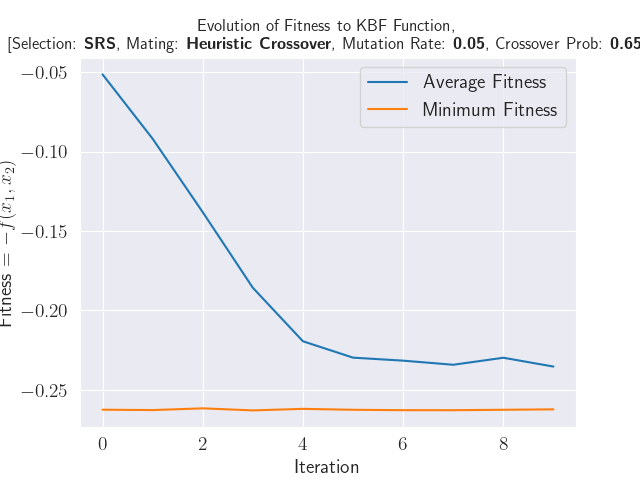 Evolution of Fitness to KBF Function,
[Selection: SRS, Mating: Heuristic Crossover, Mutation Rate: 0.05, Crossover Prob: 0.65
Average Fitness
Minimum Fitness
Fitness = −f(x₁, x₂)
−0.05
−0.10
−0.15
−0.20
−0.25
0 2 4 6 8
Iteration